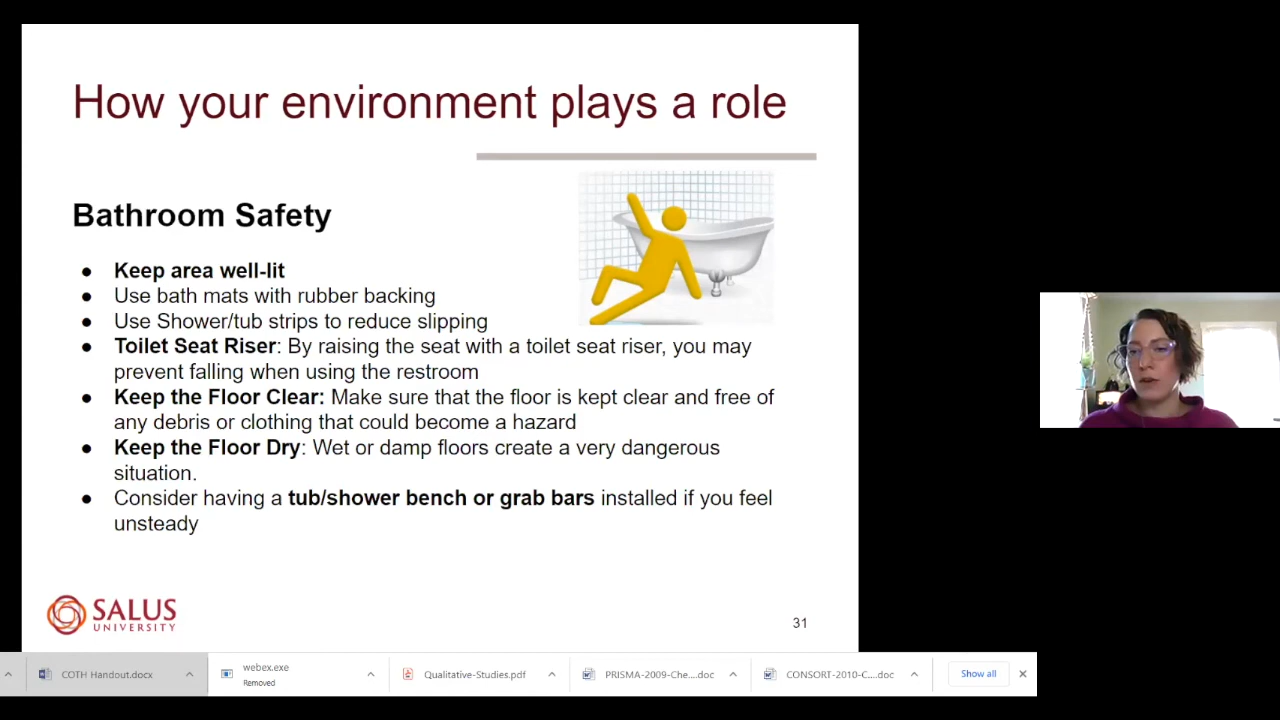 How your environment plays a role
Bathroom Safety
● Keep area well-lit
● Use bath mats with rubber backing
● Use Shower/tub strips to reduce slipping
● Toilet Seat Riser: By raising the seat with a toilet seat riser, you may
prevent falling when using the restroom
● Keep the Floor Clear: Make sure that the floor is kept clear and free of
any debris or clothing that could become a hazard
● Keep the Floor Dry: Wet or damp floors create a very dangerous
situation.
● Consider having a tub/shower bench or grab bars installed if you feel
unsteady
SALUS
UNIVERSITY
31
COTH Handout.docx
webex.exe
Removed
Qualitative-Studies.pdf
PRISMA-2009-Che....doc
CONSORT-2010-C....doc
Show all